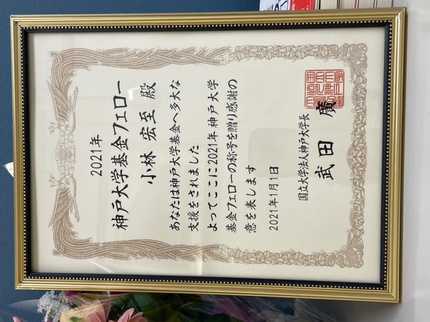 2021年
神戸大学基金フェロー
小林 宏至 殿
あなたは神戸大学基金へ多大な
支援をされました
よってここに2021年神戸大学
基金フェローの称号を贈り感謝の
意を表します
2021年1月1日
国立大学法人神戸大学長
武田 廣